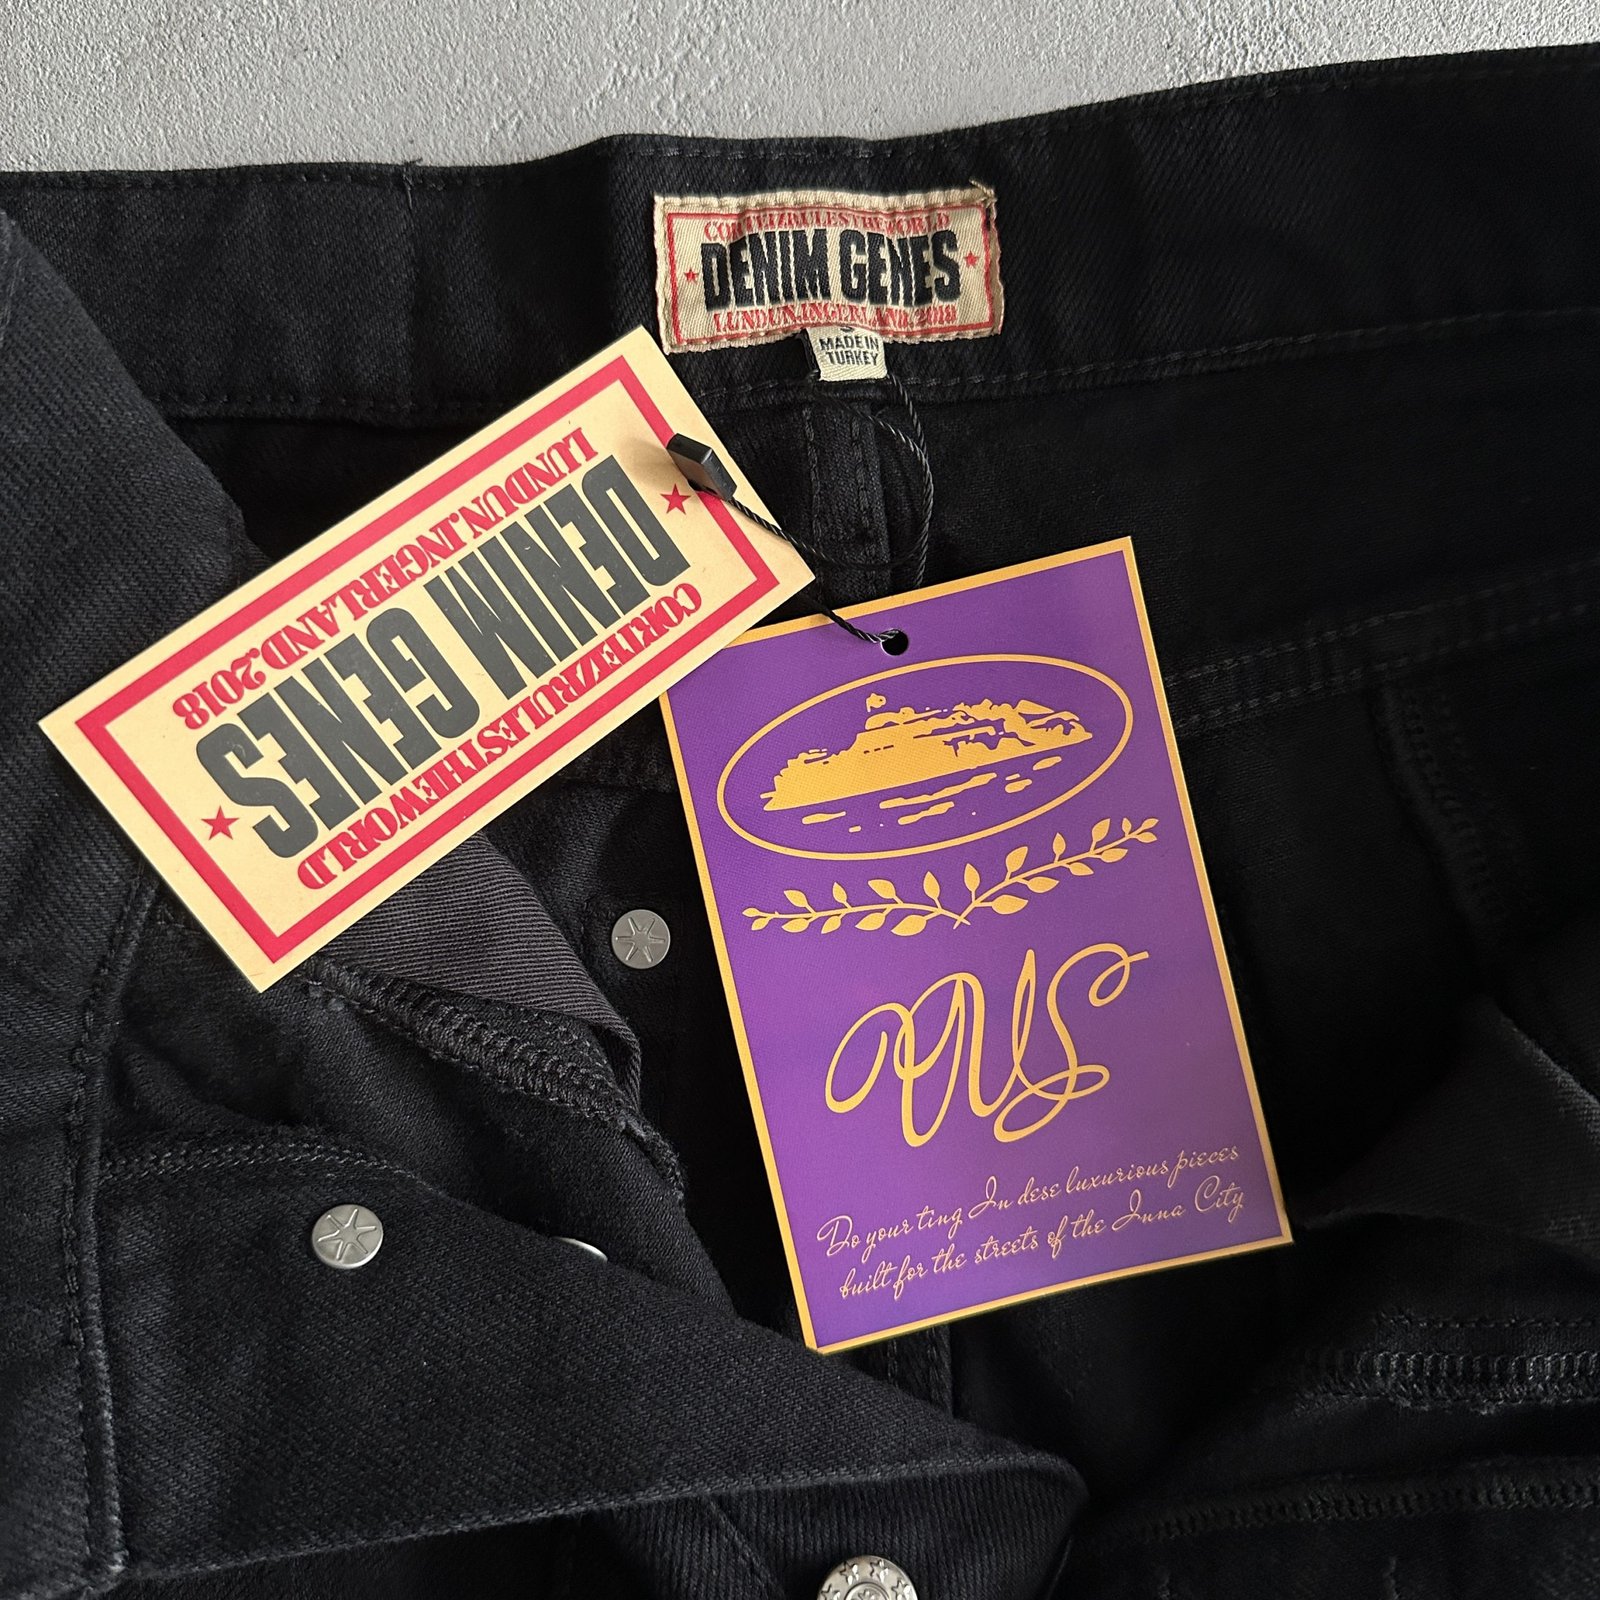 CORTEIZRULESTHEWORLD
DENIM GENES
LUNDUN.INGERLAND.2018
S
MADE IN
TURKEY
CORTEIZRULESTHEWORLD
DENIM GENES
LUNDUN.INGERLAND.2018
Do your ting In dese luxurious pieces
built for the streets of the Inna City